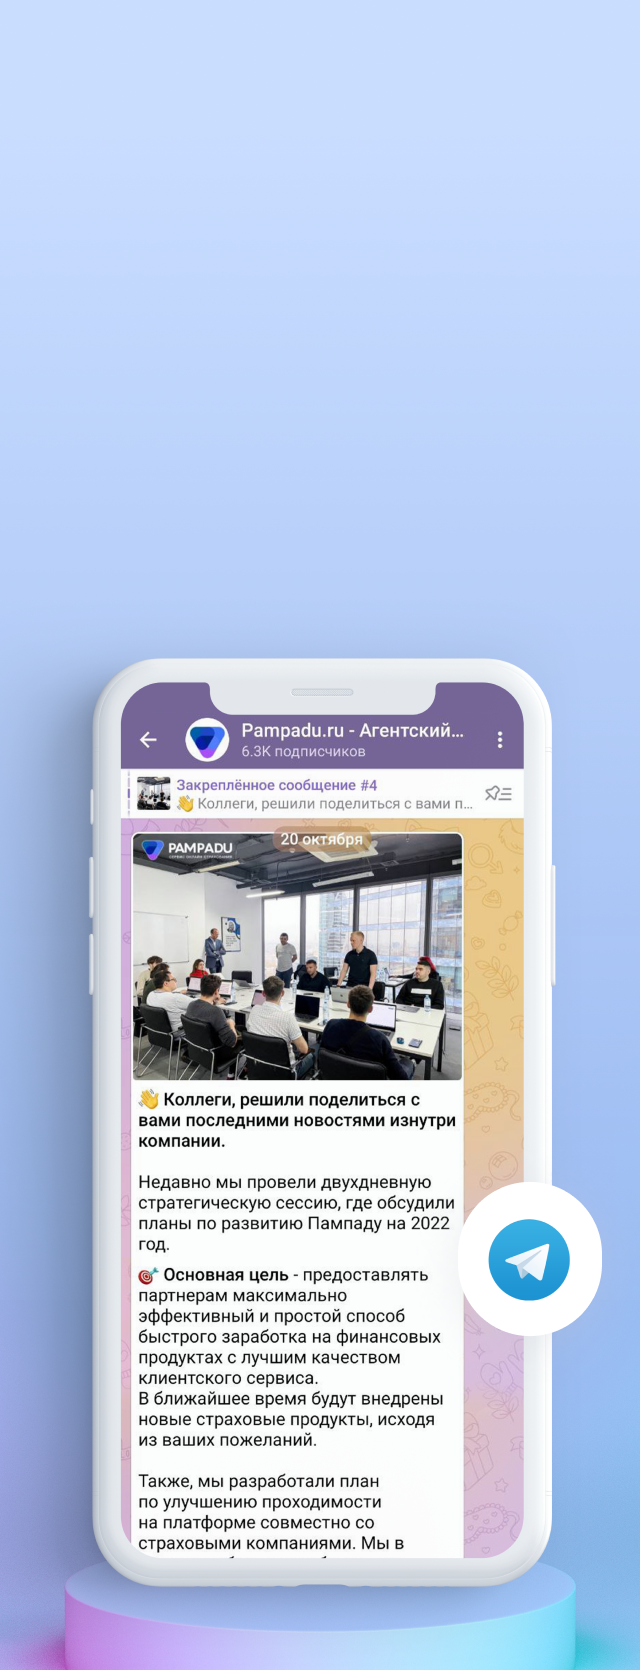 Pampadu.ru - Агентский...
6.3K подписчиков
Закреплённое сообщение #4
👋 Коллеги, решили поделиться с вами п...
20 октября
PAMPADU
СЕРВИС ОНЛАЙН-СТРАХОВАНИЯ
👋 Коллеги, решили поделиться с
вами последними новостями изнутри
компании.
Недавно мы провели двухдневную
стратегическую сессию, где обсудили
планы по развитию Пампаду на 2022
год.
🎯 Основная цель - предоставлять
партнерам максимально
эффективный и простой способ
быстрого заработка на финансовых
продуктах с лучшим качеством
клиентского сервиса.
В ближайшее время будут внедрены
новые страховые продукты, исходя
из ваших пожеланий.
Также, мы разработали план
по улучшению проходимости
на платформе совместно со
страховыми компаниями. Мы в